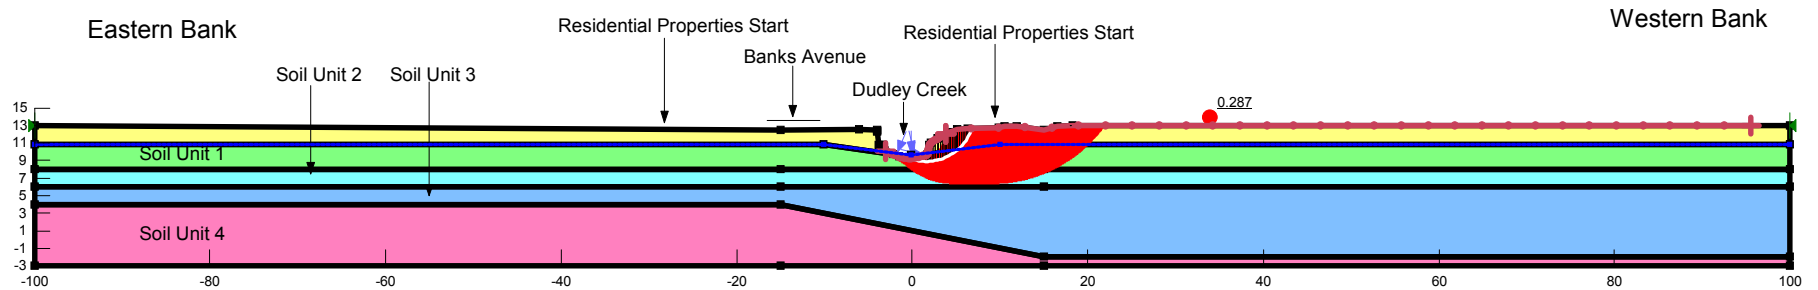 Eastern Bank
Residential Properties Start
Residential Properties Start
Western Bank
Banks Avenue
Soil Unit 2
Soil Unit 3
Dudley Creek
0.287
15
13
11
9
7
5
3
1
-1
-3
Soil Unit 1
Soil Unit 4
-100
-80
-60
-40
-20
0
20
40
60
80
100